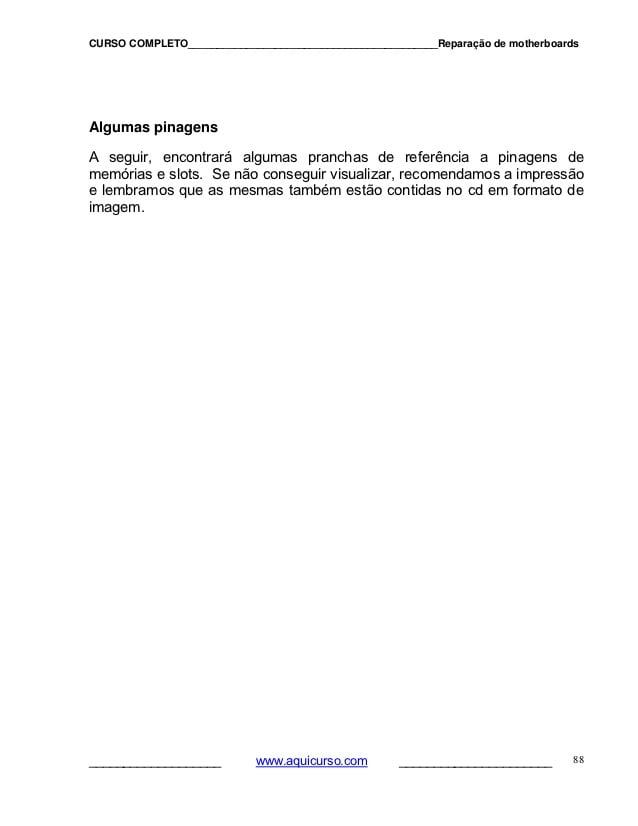 CURSO COMPLETO__________________________________________Reparação de motherboards
Algumas pinagens
A seguir, encontrará algumas pranchas de referência a pinagens de
memórias e slots. Se não conseguir visualizar, recomendamos a impressão
e lembramos que as mesmas também estão contidas no cd em formato de
imagem.
___________________ www.aquicurso.com ______________________ 88